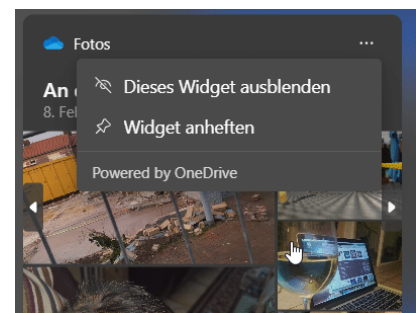 Fotos
An
Dieses Widget ausblenden
8. Feb
Widget anheften
Powered by OneDrive